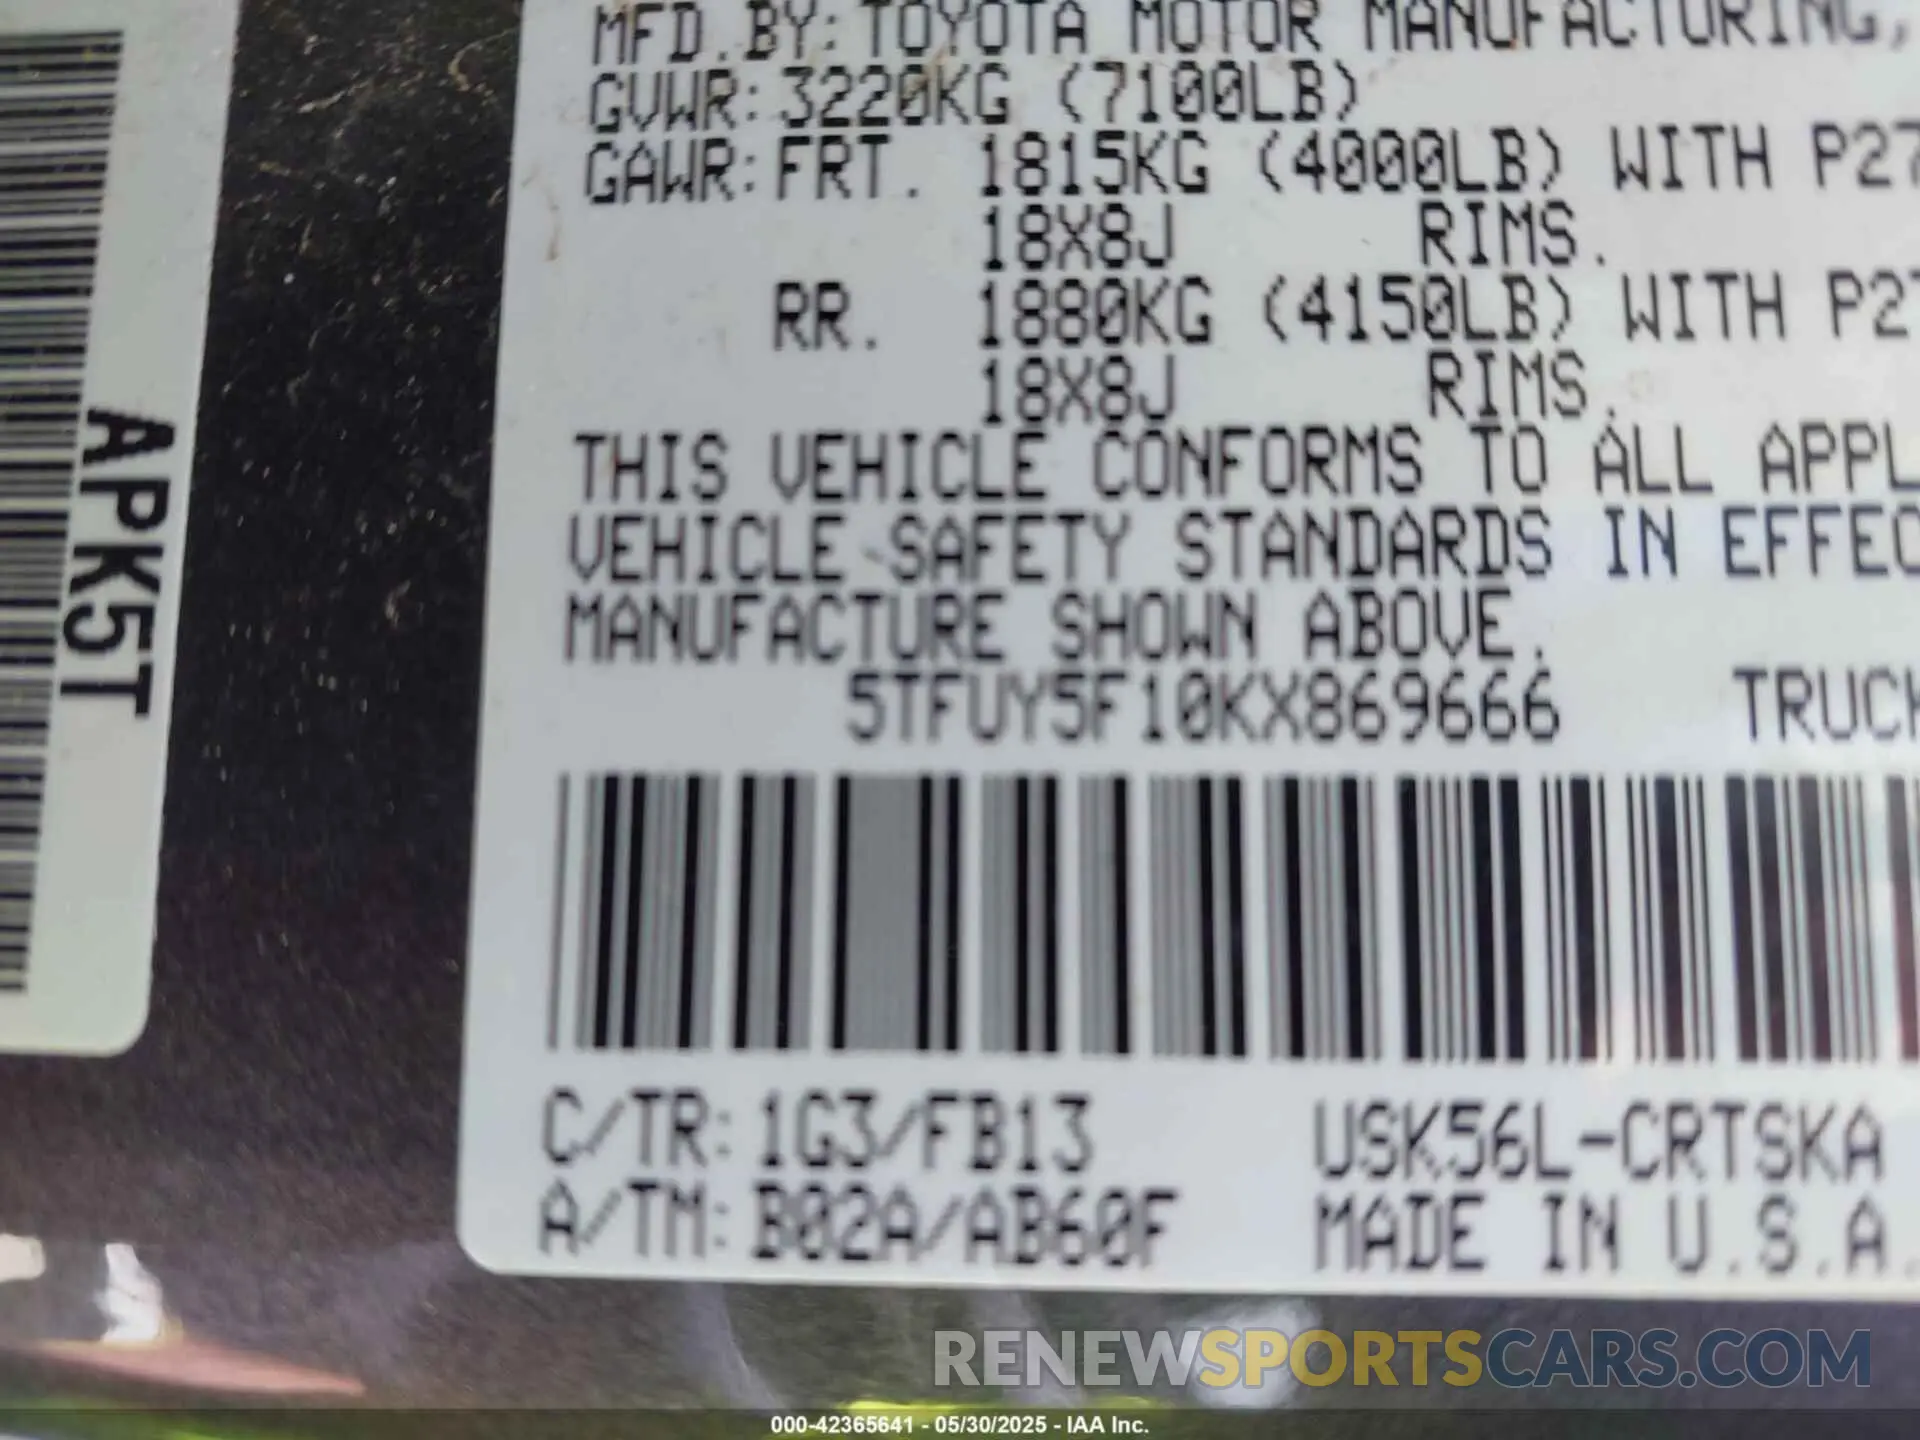 APK5T
MFD.BY: TOYOTA MOTOR MANUFACTURING,
GVWR: 3220KG (7100LB)
GAWR: FRT. 1815KG (4000LB) WITH P27
18X8J RIMS.
RR. 1880KG (4150LB) WITH P27
18X8J RIMS.
THIS VEHICLE CONFORMS TO ALL APPL
VEHICLE SAFETY STANDARDS IN EFFEC
MANUFACTURE SHOWN ABOVE.
5TFUY5F10KX869666 TRUCK
C/TR: 1G3/FB13 USK56L-CRTSKA
A/TM: B02A/AB60F MADE IN U.S.A.
RENEWSPORTSCARS.COM
000-42365641 - 05/30/2025 - IAA Inc.